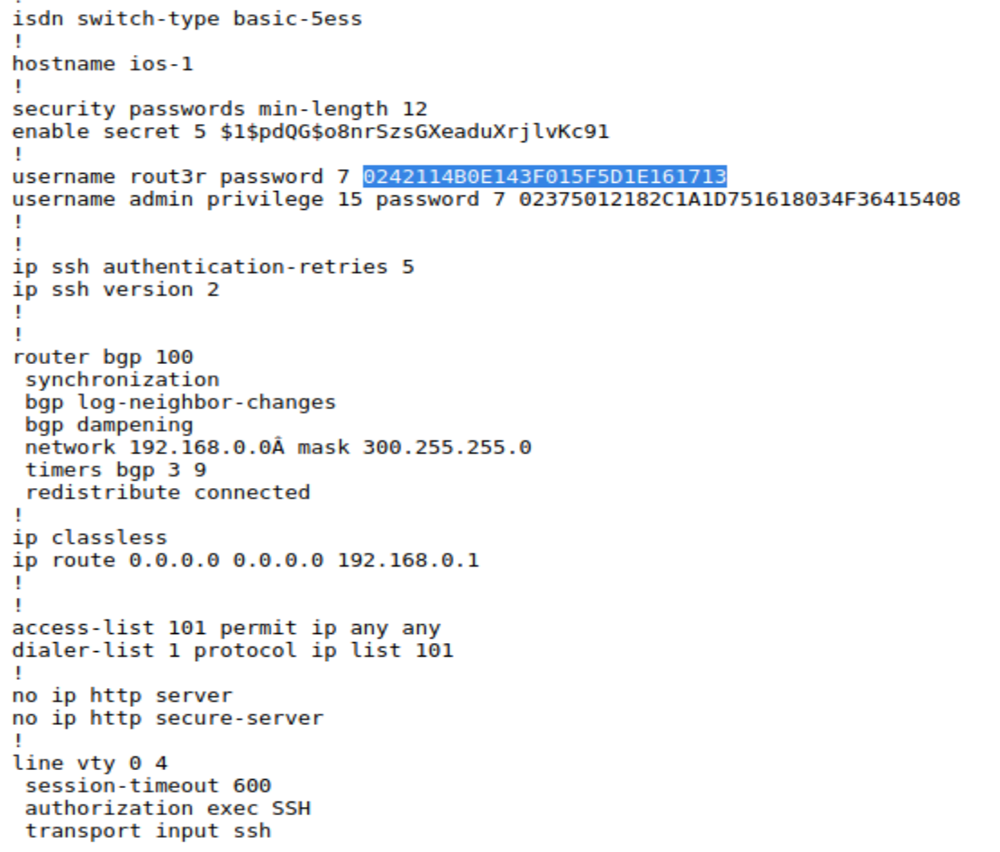 !
isdn switch-type basic-5ess
!
hostname ios-1
!
security passwords min-length 12
enable secret 5 $1$pdQG$o8nrSzsGXeaduXrjlvKc91
!
username rout3r password 7 0242114B0E143F015F5D1E161713
username admin privilege 15 password 7 02375012182C1A1D751618034F36415408
!
!
ip ssh authentication-retries 5
ip ssh version 2
!
!
router bgp 100
 synchronization
 bgp log-neighbor-changes
 bgp dampening
 network 192.168.0.0Â mask 300.255.255.0
 timers bgp 3 9
 redistribute connected
!
ip classless
ip route 0.0.0.0 0.0.0.0 192.168.0.1
!
!
access-list 101 permit ip any any
dialer-list 1 protocol ip list 101
!
no ip http server
no ip http secure-server
!
line vty 0 4
 session-timeout 600
 authorization exec SSH
 transport input ssh